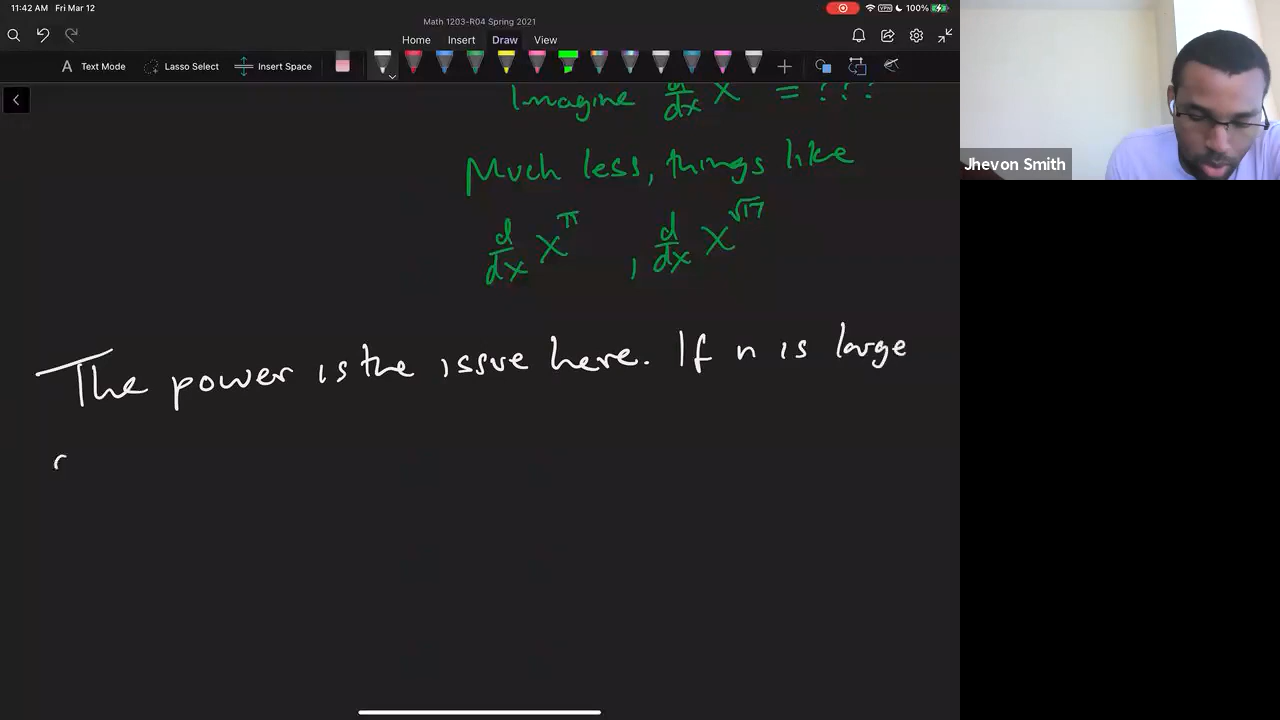 11:42 AM Fri Mar 12
VPN 100%
Math 1203-R04 Spring 2021
Home Insert Draw View
Text Mode Lasso Select Insert Space
Imagine d/dx X = ???
Much less, things like
d/dx X^π , d/dx X^√17
The power is the issue here. If n is large
Jhevon Smith